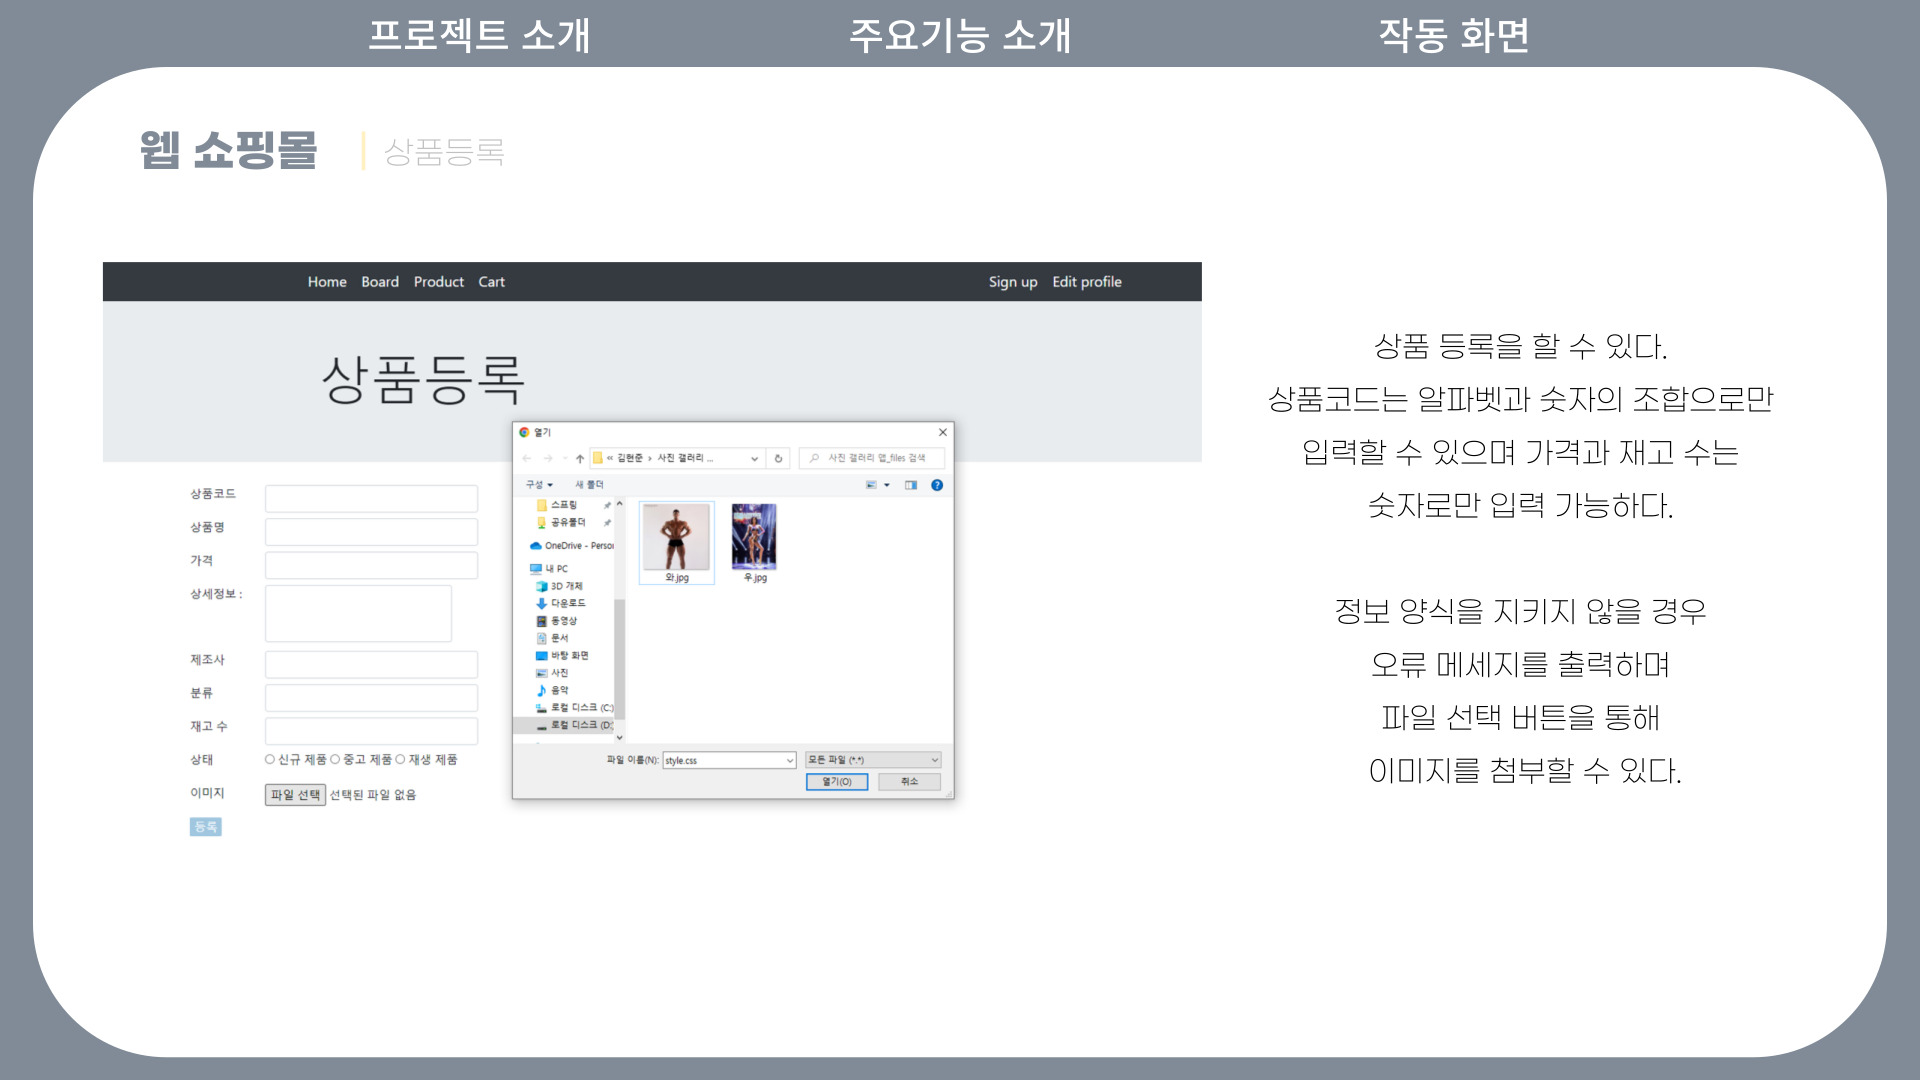 프로젝트 소개
주요기능 소개
작동 화면
웹 쇼핑몰
상품등록
Home Board Product Cart
Sign up Edit profile
상품등록
상품코드
상품명
가격
상세정보 :
제조사
분류
재고 수
상태
신규 제품 중고 제품 재생 제품
이미지
파일 선택 선택된 파일 없음
등록
열기
« 김현준 › 사진 갤러리 ...
사진 갤러리 앱_files 검색
구성
새 폴더
스프링
공유폴더
OneDrive - Person
내 PC
3D 개체
다운로드
동영상
문서
바탕 화면
사진
음악
로컬 디스크 (C:)
로컬 디스크 (D:
와.jpg
우.jpg
파일 이름(N):
style.css
모든 파일 (*.*)
열기(O)
취소
상품 등록을 할 수 있다.
상품코드는 알파벳과 숫자의 조합으로만
입력할 수 있으며 가격과 재고 수는
숫자로만 입력 가능하다.
정보 양식을 지키지 않을 경우
오류 메세지를 출력하며
파일 선택 버튼을 통해
이미지를 첨부할 수 있다.